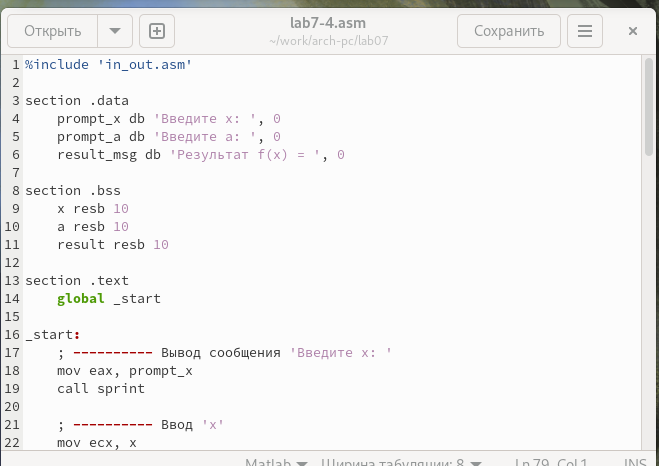 Открыть
lab7-4.asm
~/work/arch-pc/lab07
Сохранить
1 %include 'in_out.asm'
2
3 section .data
4     prompt_x db 'Введите x: ', 0
5     prompt_a db 'Введите a: ', 0
6     result_msg db 'Результат f(x) = ', 0
7
8 section .bss
9     x resb 10
10     a resb 10
11     result resb 10
12
13 section .text
14     global _start
15
16 _start:
17     ; ---------- Вывод сообщения 'Введите x: '
18     mov eax, prompt_x
19     call sprint
20
21     ; ---------- Ввод 'x'
22     mov ecx, x
Matlab Ширина табуляции: 8 Ln 79, Col 1 INS